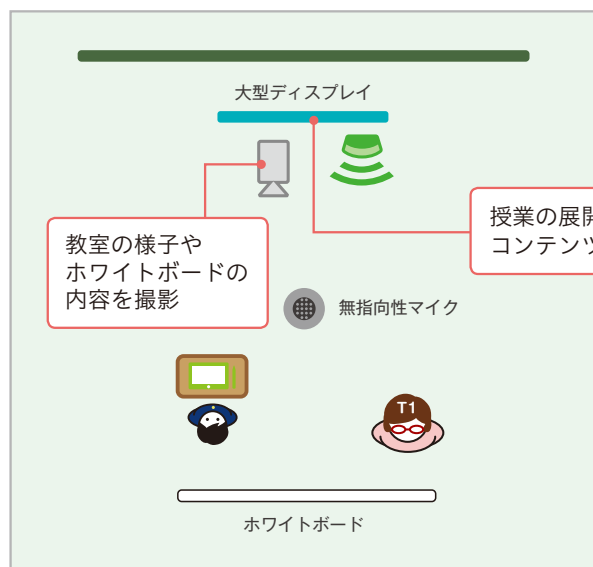 大型ディスプレイ
教室の様子や
ホワイトボードの
内容を撮影
授業の展開
コンテンツ
無指向性マイク
T1
ホワイトボード